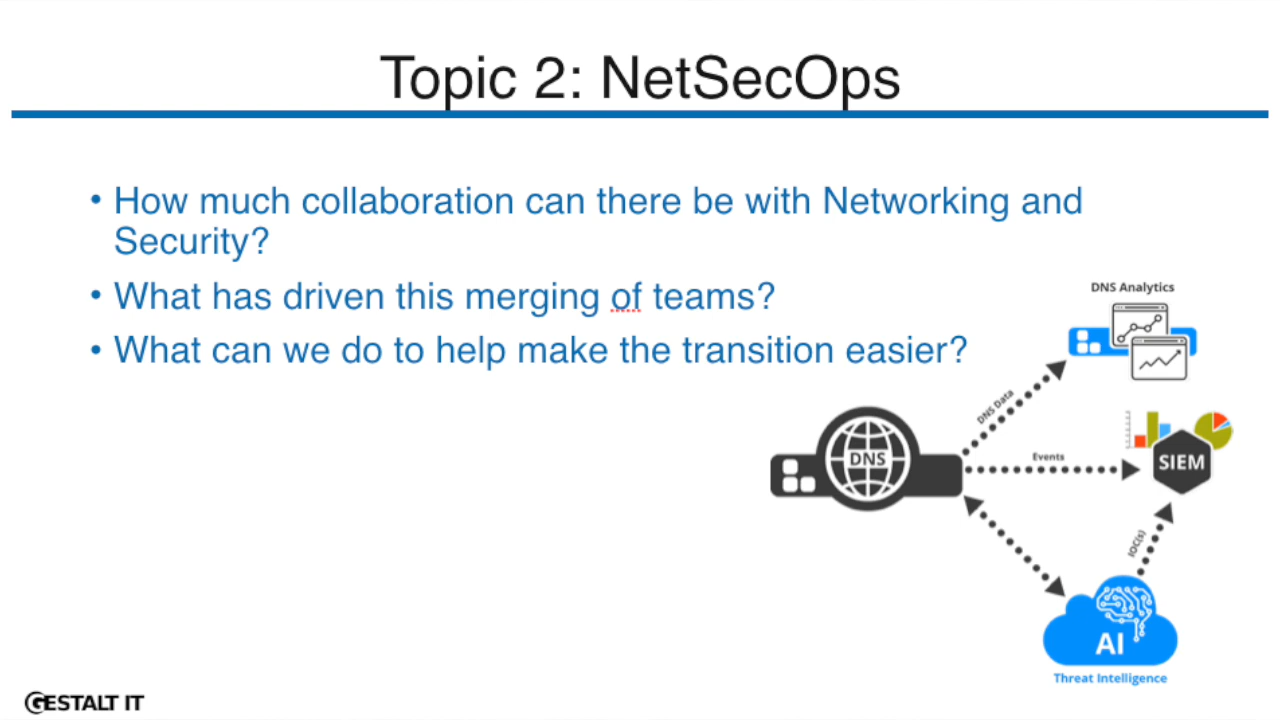 Topic 2: NetSecOps
• How much collaboration can there be with Networking and
Security?
• What has driven this merging of teams?
• What can we do to help make the transition easier?
DNS Analytics
DNS Data
DNS
Events
SIEM
IOC(s)
AI
Threat Intelligence
GESTALT IT